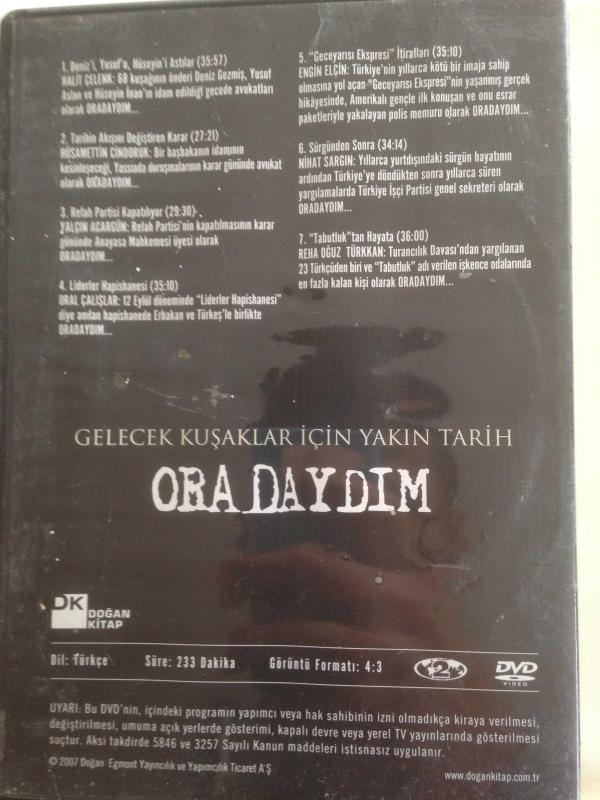 1. Deniz'i, Yusuf'u, Hüseyin'i Astılar (35:57)
HALİT ÇELENK: 68 kuşağının önderi Deniz Gezmiş, Yusuf
Aslan ve Hüseyin İnan'ın idam edildiği gecede avukatları
olarak ORADAYDIM...
2. Tarihin Akışını Değiştiren Karar (27:21)
HÜSAMETTİN CİNDORUK: Bir başbakanın idamının
kesinleşeceği, Yassıada duruşmalarının karar gününde avukat
olarak ORADAYDIM...
3. Refah Partisi Kapatılıyor (29:30)
YALÇIN ACARGÜN: Refah Partisi'nin kapatılmasının karar
gününde Anayasa Mahkemesi üyesi olarak
ORADAYDIM...
4. Liderler Hapishanesi (35:10)
ORAL ÇALIŞLAR: 12 Eylül döneminde "Liderler Hapishanesi"
diye anılan hapishanede Erbakan ve Türkeş'le birlikte
ORADAYDIM...
5. "Geceyarısı Ekspresi" İtirafları (35:10)
ENGİN ELÇİN: Türkiye'nin yıllarca kötü bir imaja sahip
olmasına yol açan "Geceyarısı Ekspresi"nin yaşanmış gerçek
hikâyesinde, Amerikalı gençle ilk konuşan ve onu esrar
paketleriyle yakalayan polis memuru olarak ORADAYDIM...
6. Sürgünden Sonra (34:14)
NİHAT SARGIN: Yıllarca yurtdışındaki sürgün hayatının
ardından Türkiye'ye döndükten sonra yıllarca süren
yargılamalarda Türkiye İşçi Partisi genel sekreteri olarak
ORADAYDIM...
7. "Tabutluk"tan Hayata (36:00)
REHA OĞUZ TÜRKKAN: Turancılık Davası'ndan yargılanan
23 Türkçüden biri ve "Tabutluk" adı verilen işkence odalarında
en fazla kalan kişi olarak ORADAYDIM...
GELECEK KUŞAKLAR İÇİN YAKIN TARİH
ORADAYDIM
DK DOĞAN
KİTAP
Dil: Türkçe Süre: 233 Dakika Görüntü Formatı: 4:3 2 DVD
VIDEO
UYARI: Bu DVD'nin, içindeki programın yapımcı veya hak sahibinin izni olmadıkça kiraya verilmesi,
değiştirilmesi, umuma açık yerlerde gösterimi, kapalı devre veya yerel TV yayınlarında gösterilmesi
suçtur. Aksi takdirde 5846 ve 3257 Sayılı Kanun maddeleri istisnasız uygulanır.
© 2007 Doğan Egmont Yayıncılık ve Yapımcılık Ticaret A'Ş
www.dogankitap.com.tr